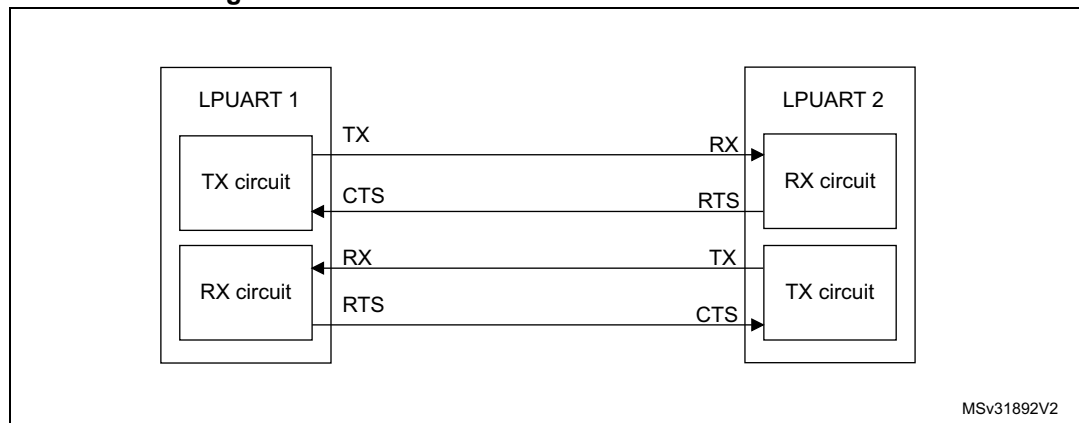 LPUART 1
LPUART 2
TX circuit
TX
RX
RX circuit
CTS
RTS
RX circuit
RX
TX
TX circuit
RTS
CTS
MSv31892V2